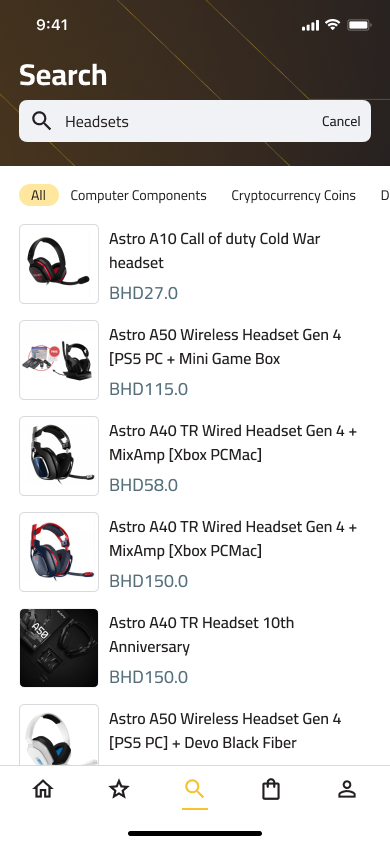 9:41
Search
Headsets
Cancel
All
Computer Components
Cryptocurrency Coins
D
Astro A10 Call of duty Cold War
headset
BHD27.0
Astro A50 Wireless Headset Gen 4
[PS5 PC + Mini Game Box
BHD115.0
Astro A40 TR Wired Headset Gen 4 +
MixAmp [Xbox PCMac]
BHD58.0
Astro A40 TR Wired Headset Gen 4 +
MixAmp [Xbox PCMac]
BHD150.0
A50
Astro A40 TR Headset 10th
Anniversary
BHD150.0
Astro A50 Wireless Headset Gen 4
[PS5 PC] + Devo Black Fiber